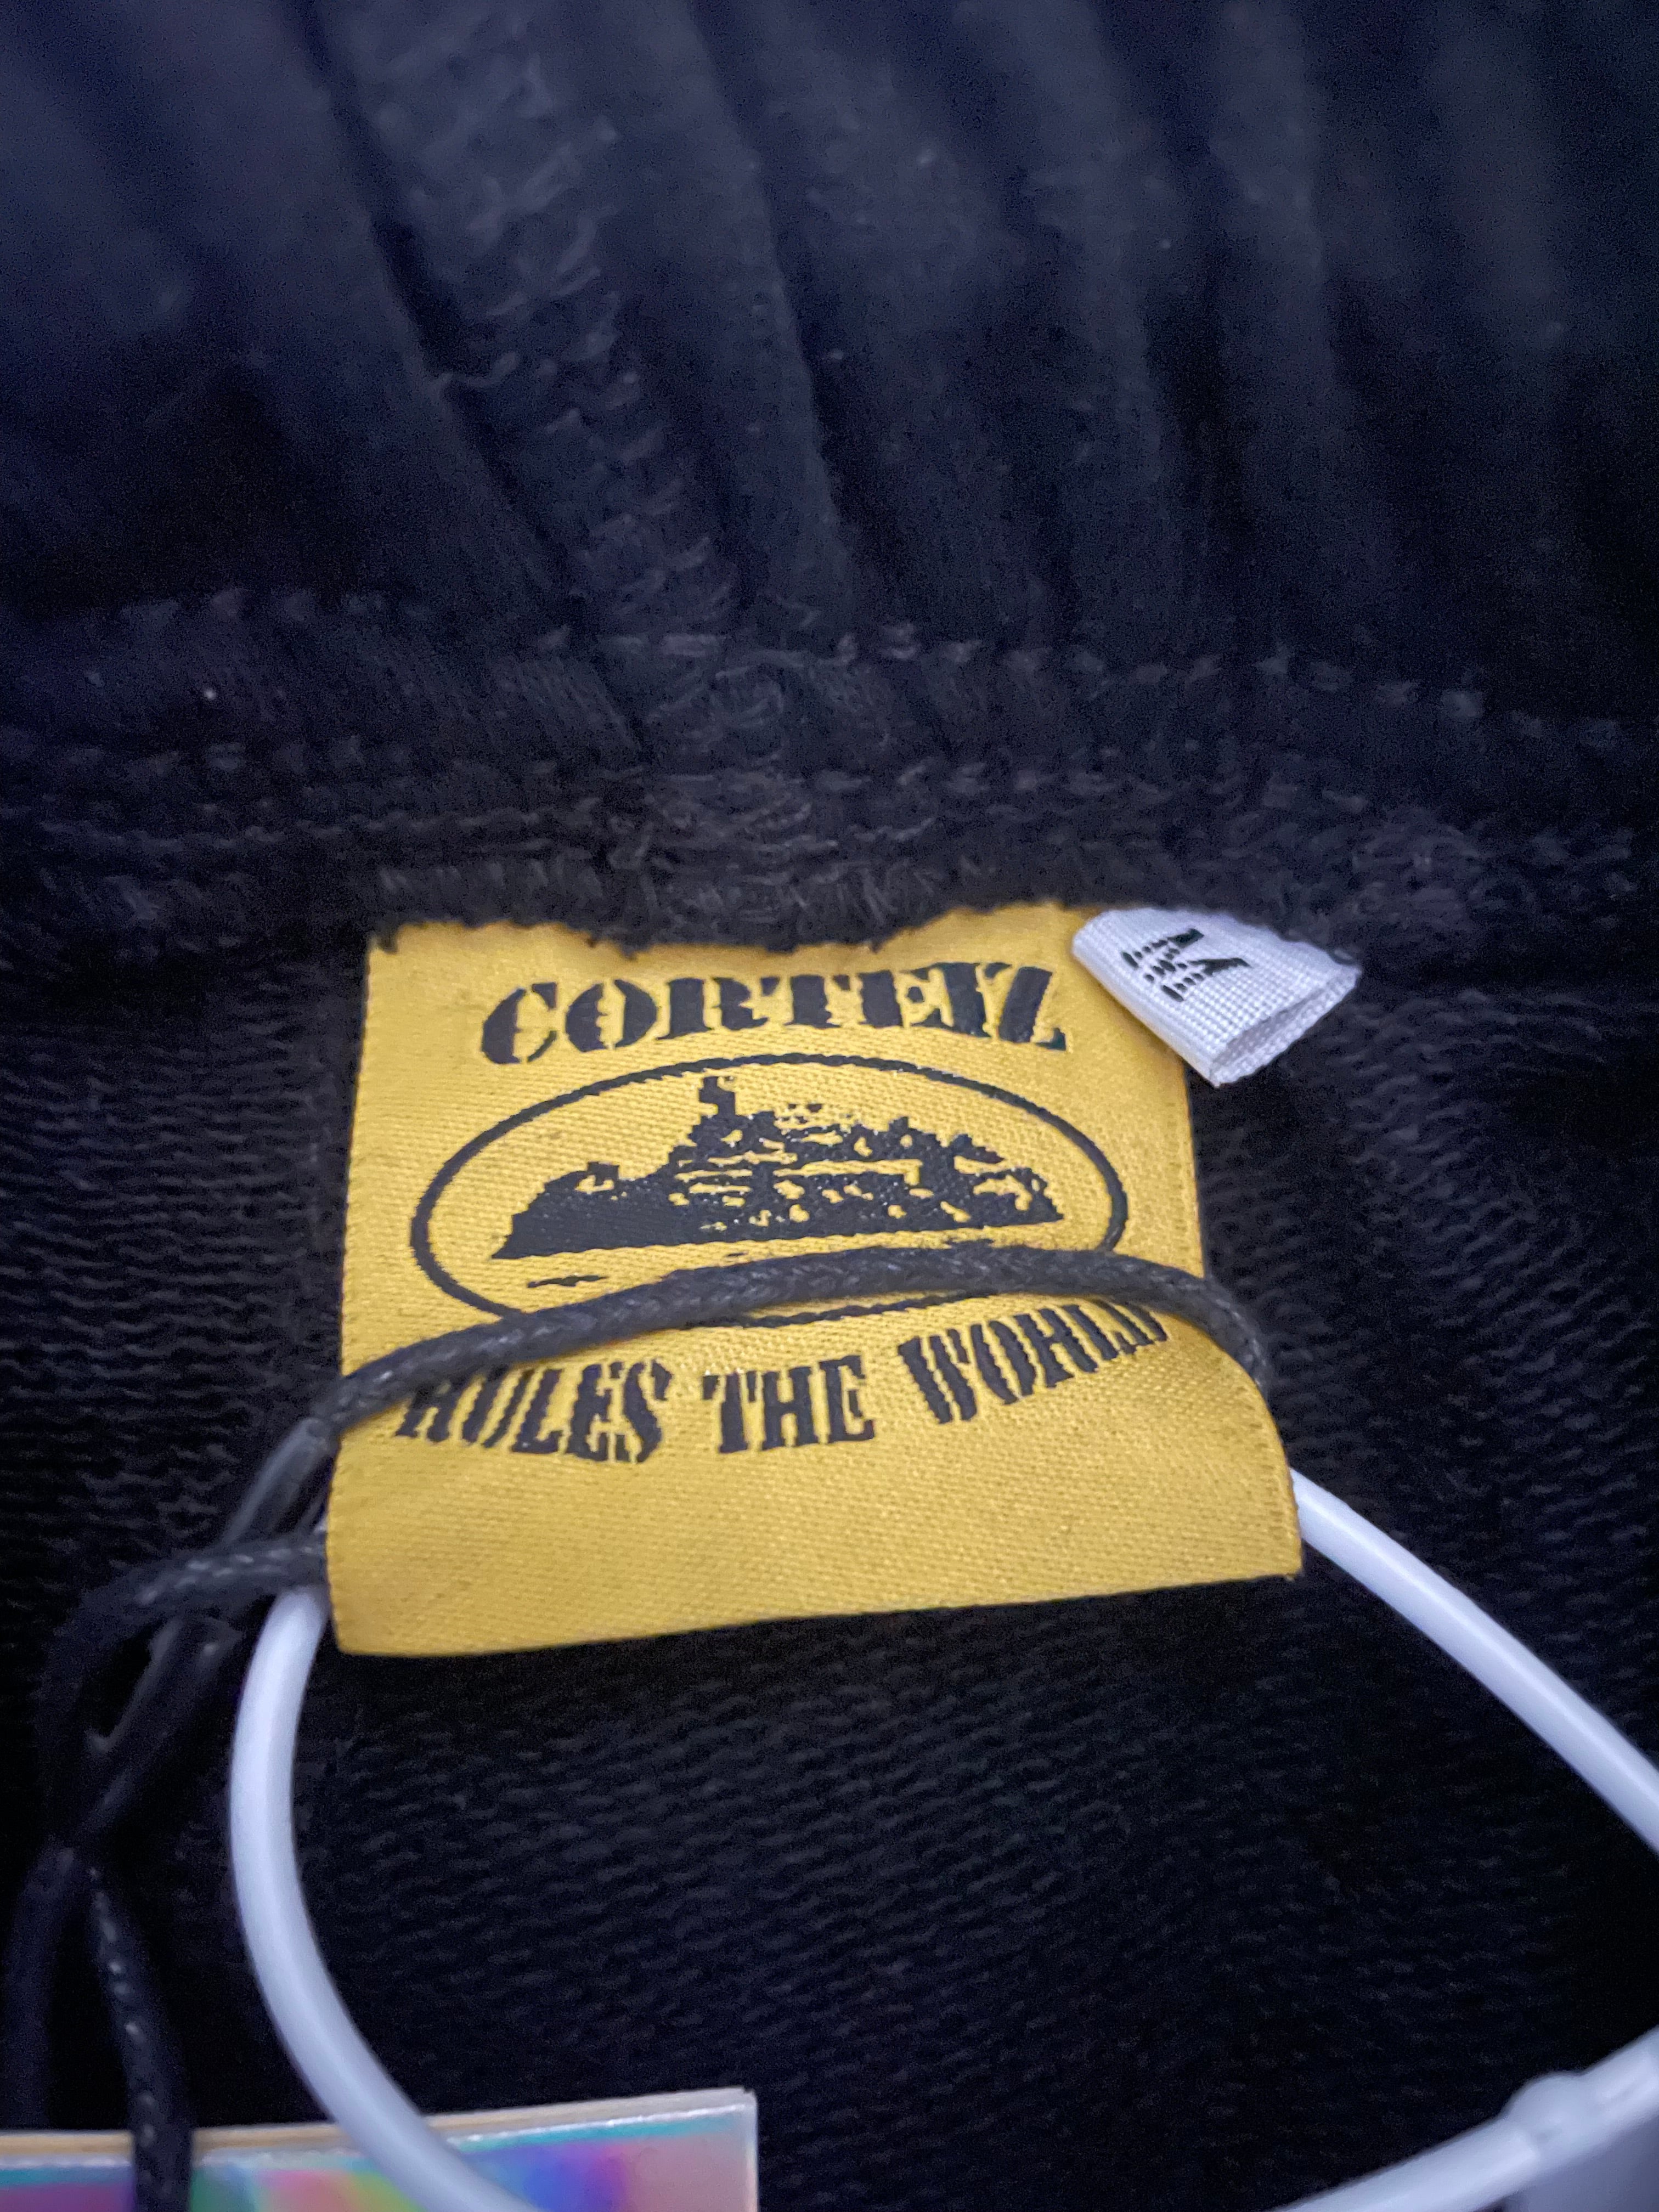 CORTEIZ
M
RULES THE WORLD